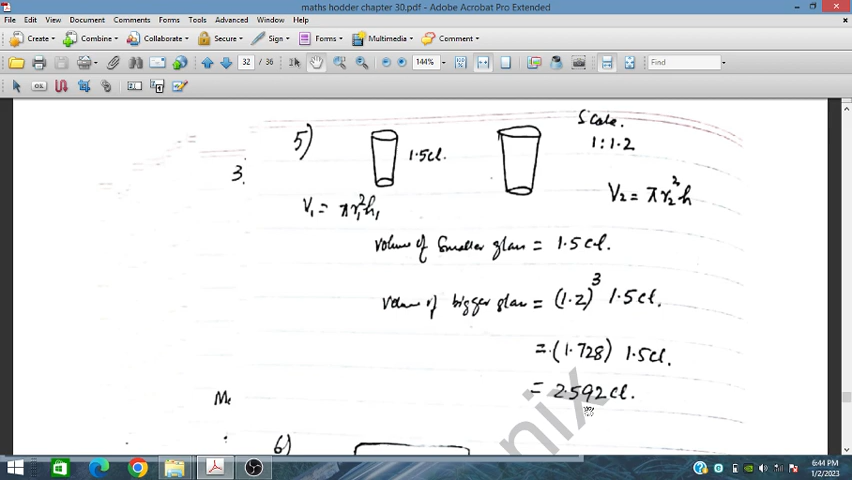 maths hodder chapter 30.pdf - Adobe Acrobat Pro Extended
File Edit View Document Comments Forms Tools Advanced Window Help
Create Combine Collaborate Secure Sign Forms Multimedia Comment
32 / 36 144% Find
Scale.
5) 1.5cl. 1:1.2
3.
V₁ = πr₁²h₁ V₂ = πr₂²h
Volume of Smaller glass = 1.5 cl.
Volume of bigger glass = (1.2)³ 1.5 cl.
= (1.728) 1.5cl.
= 2.592 cl.
Me
6)
nix
6:44 PM
1/2/2023